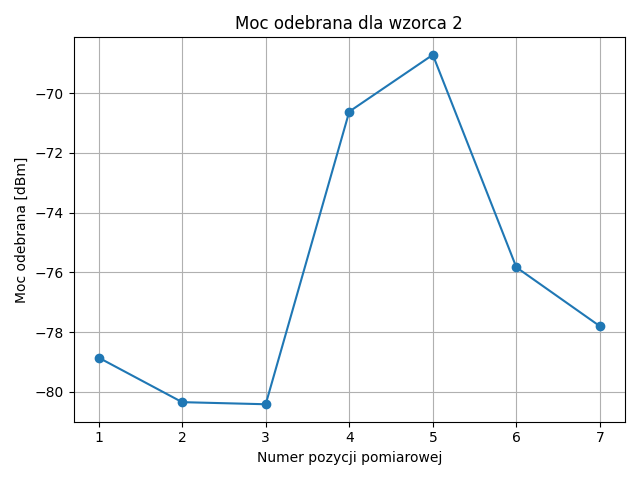 Moc odebrana dla wzorca 2
Moc odebrana [dBm]
−70
−72
−74
−76
−78
−80
1 2 3 4 5 6 7
Numer pozycji pomiarowej